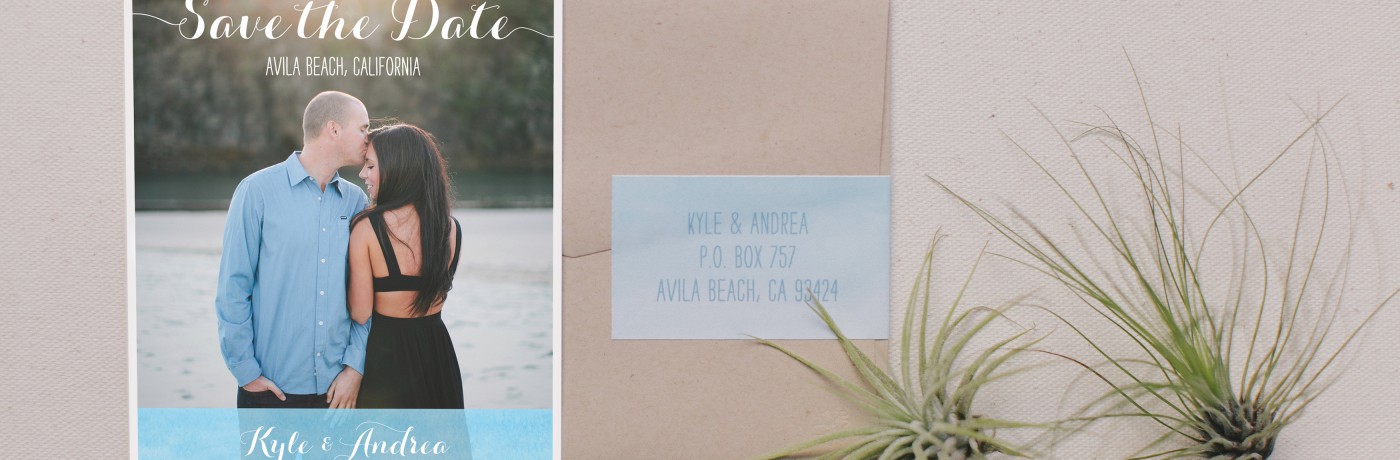 Save the Date
AVILA BEACH, CALIFORNIA
Kyle & Andrea
KYLE & ANDREA
P.O. BOX 757
AVILA BEACH, CA 93424